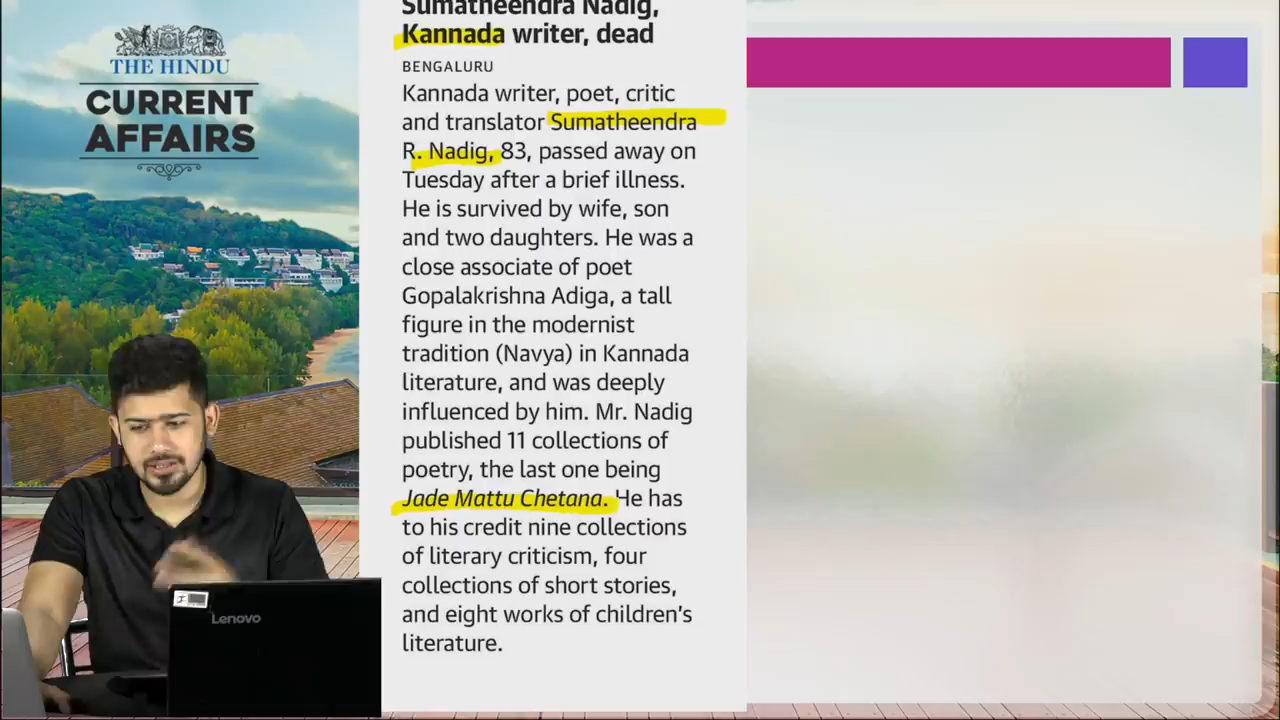 THE HINDU
CURRENT
AFFAIRS
Sumatheendra Nadig,
Kannada writer, dead
BENGALURU
Kannada writer, poet, critic
and translator Sumatheendra
R. Nadig, 83, passed away on
Tuesday after a brief illness.
He is survived by wife, son
and two daughters. He was a
close associate of poet
Gopalakrishna Adiga, a tall
figure in the modernist
tradition (Navya) in Kannada
literature, and was deeply
influenced by him. Mr. Nadig
published 11 collections of
poetry, the last one being
Jade Mattu Chetana. He has
to his credit nine collections
of literary criticism, four
collections of short stories,
and eight works of children's
literature.
Lenovo